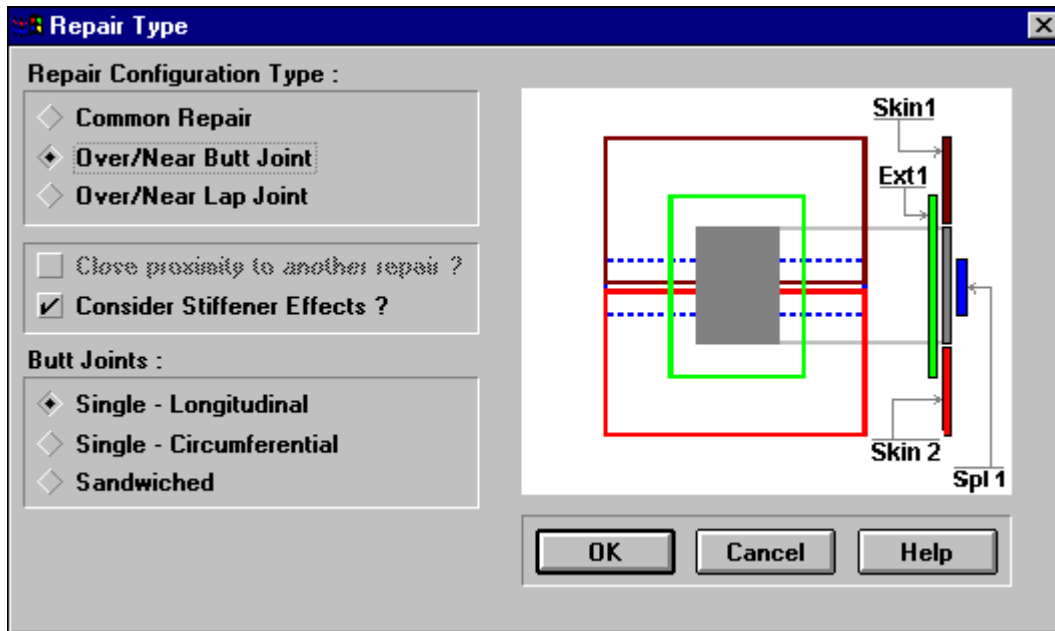 Repair Type
Repair Configuration Type :
Common Repair
Over/Near Butt Joint
Over/Near Lap Joint
Close proximity to another repair ?
Consider Stiffener Effects ?
Butt Joints :
Single - Longitudinal
Single - Circumferential
Sandwiched
Skin1
Ext1
Skin 2
Spl 1
OK
Cancel
Help